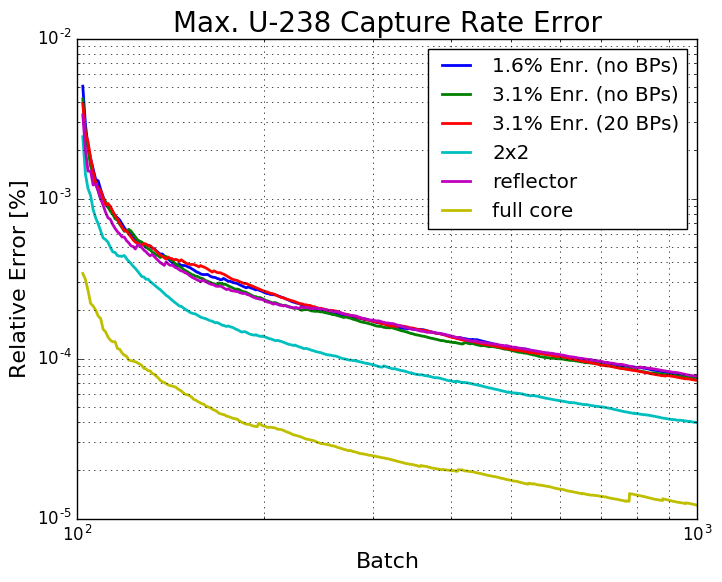 Max. U-238 Capture Rate Error
10^-2
10^-3
10^-4
10^-5
Relative Error [%]
1.6% Enr. (no BPs)
3.1% Enr. (no BPs)
3.1% Enr. (20 BPs)
2x2
reflector
full core
10^2
10^3
Batch